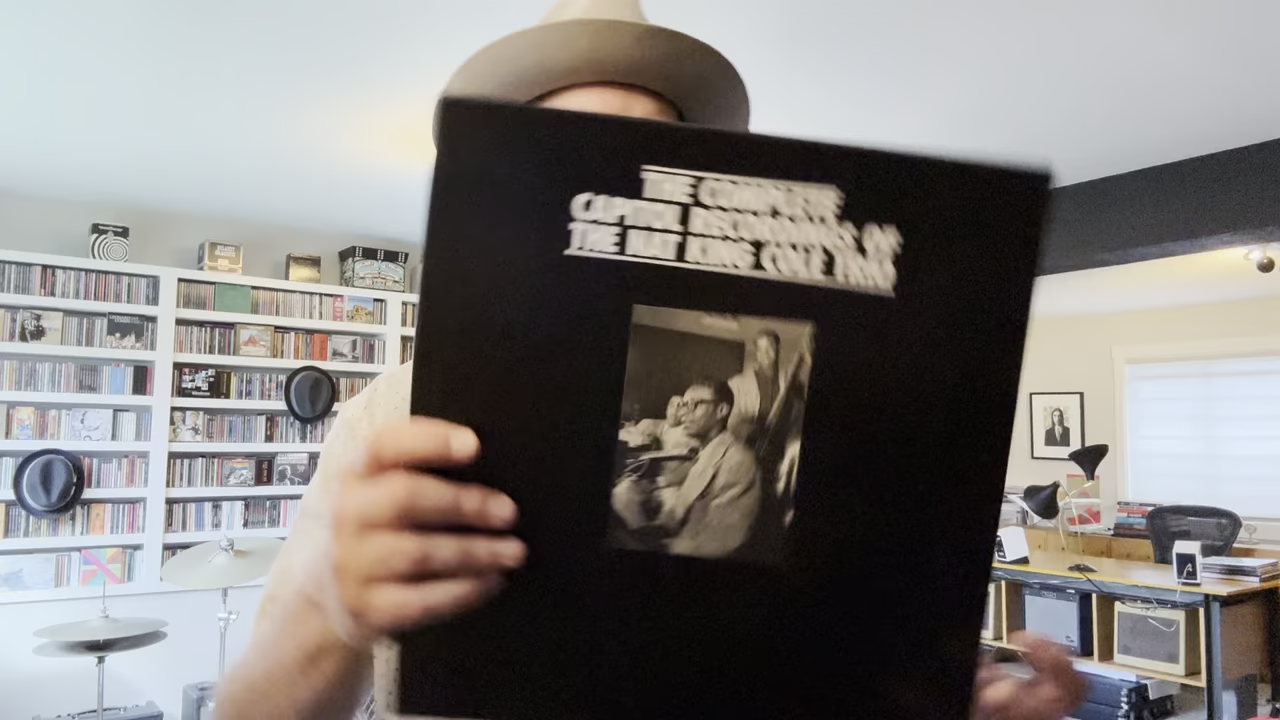 THE COMPLETE
CAPITOL RECORDINGS OF
THE NAT KING COLE TRIO